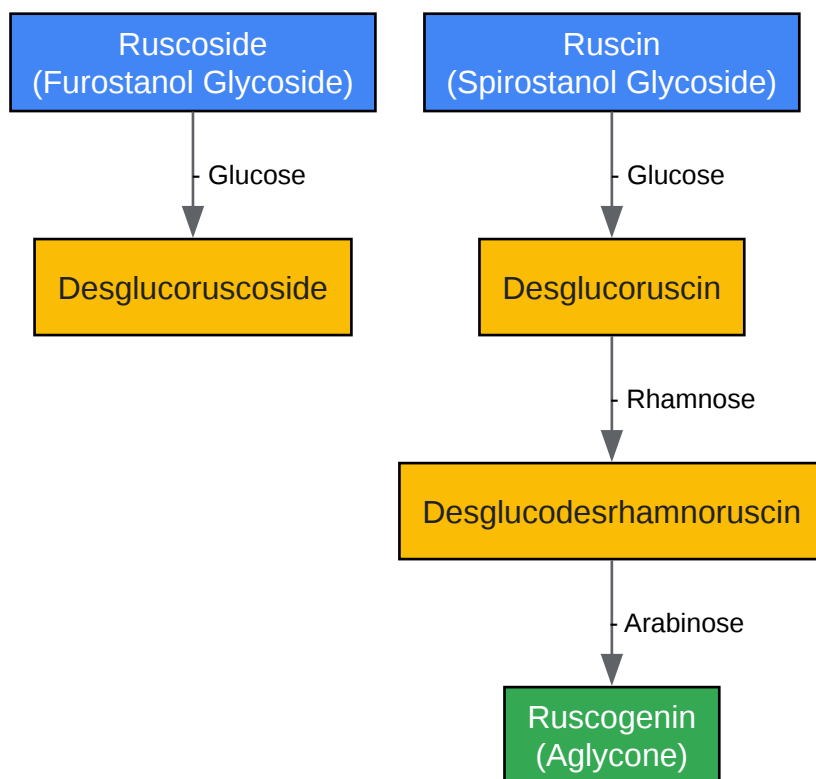 Ruscoside
(Furostanol Glycoside)
Ruscin
(Spirostanol Glycoside)
- Glucose
- Glucose
Desglucoruscoside
Desglucoruscin
- Rhamnose
Desglucodesrhamnoruscin
- Arabinose
Ruscogenin
(Aglycone)